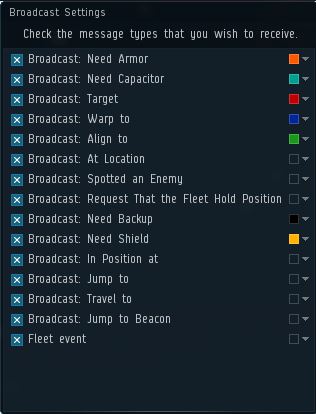 Broadcast Settings
Check the message types that you wish to receive.
Broadcast: Need Armor
Broadcast: Need Capacitor
Broadcast: Target
Broadcast: Warp to
Broadcast: Align to
Broadcast: At Location
Broadcast: Spotted an Enemy
Broadcast: Request That the Fleet Hold Position
Broadcast: Need Backup
Broadcast: Need Shield
Broadcast: In Position at
Broadcast: Jump to
Broadcast: Travel to
Broadcast: Jump to Beacon
Fleet event